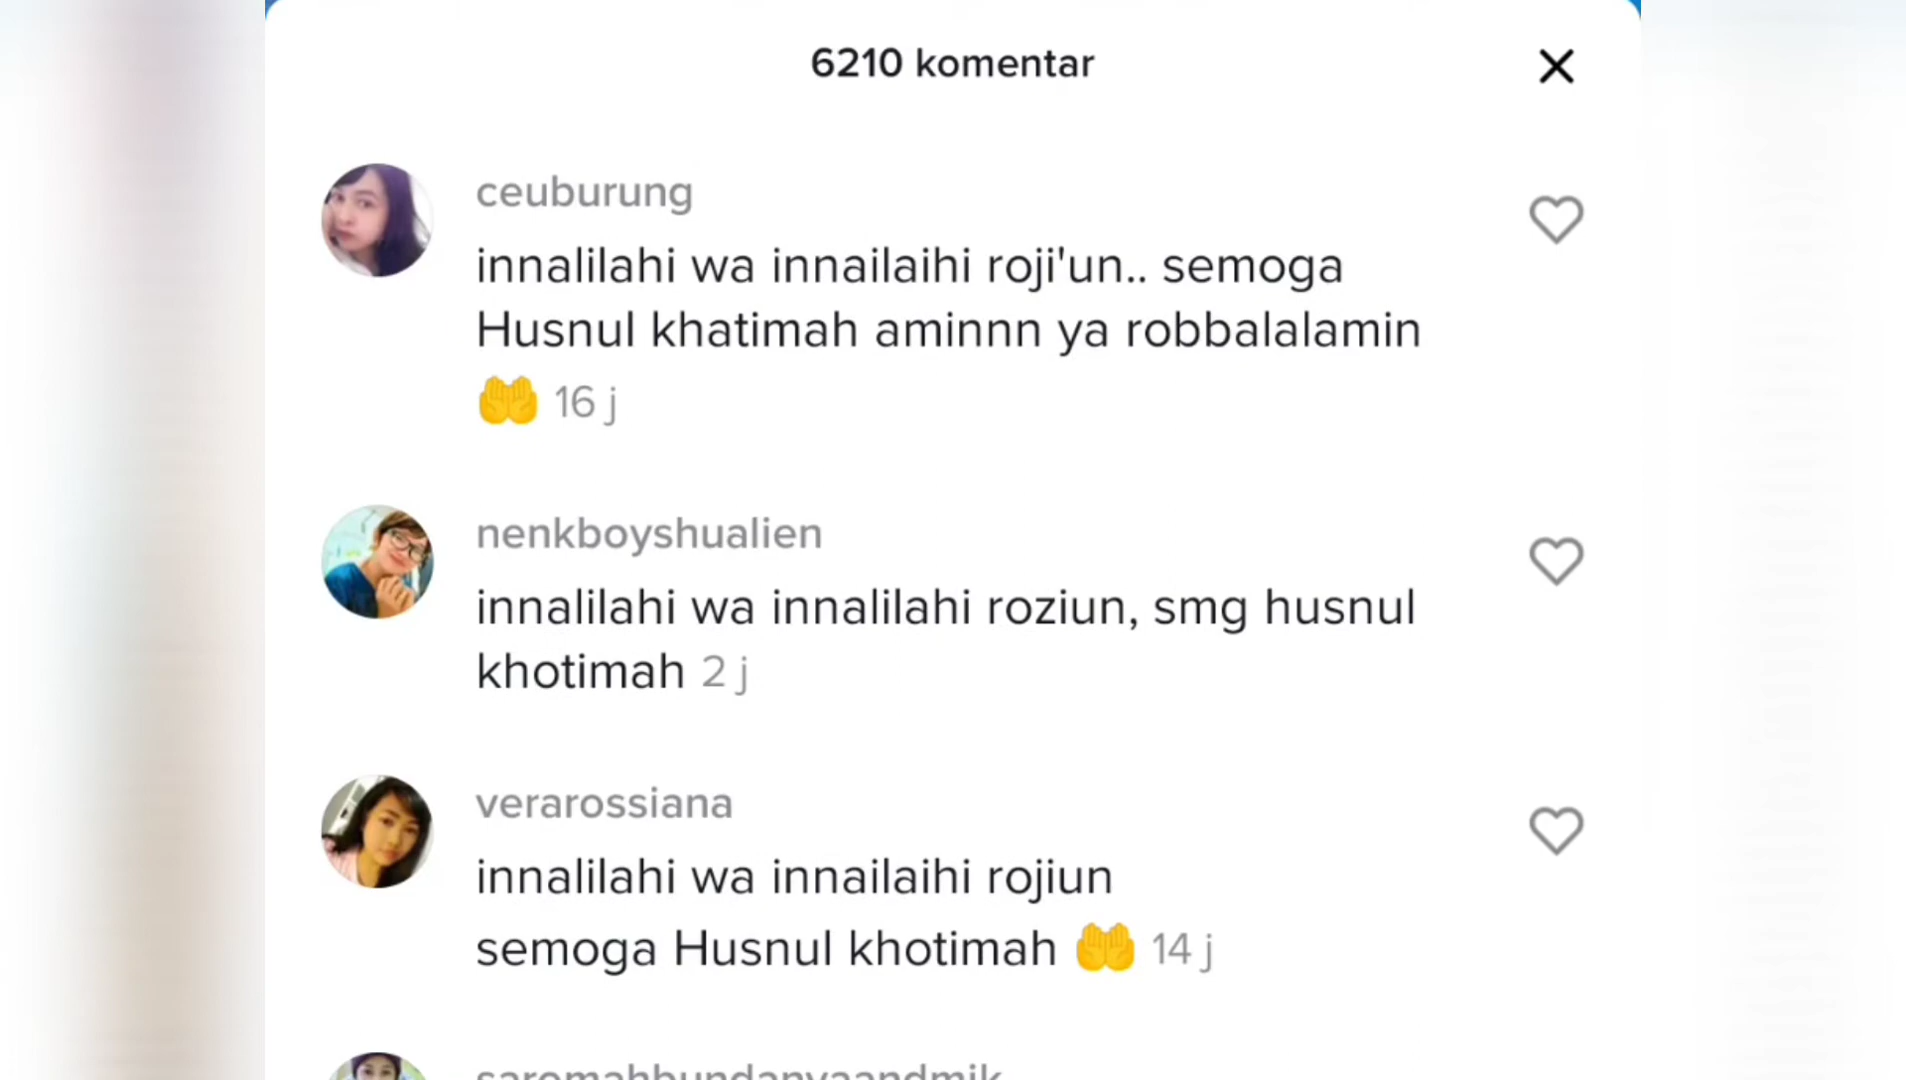 6210 komentar
ceuburung
innalilahi wa innailaihi roji'un.. semoga
Husnul khatimah aminnn ya robbalalamin
🤲 16 j
nenkboyshualien
innalilahi wa innalilahi roziun, smg husnul
khotimah 2 j
verarossiana
innalilahi wa innailaihi rojiun
semoga Husnul khotimah 🤲 14 j